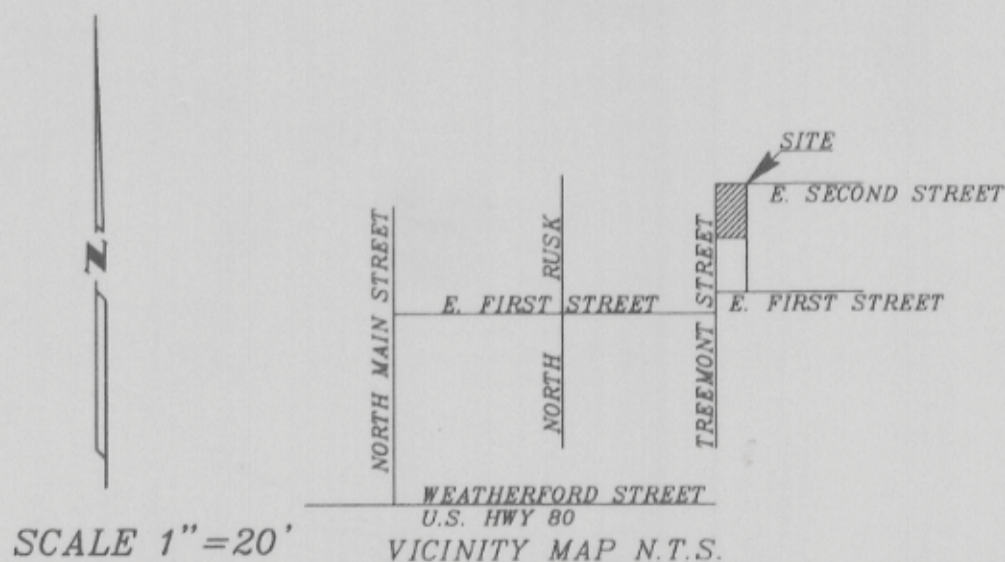 SITE
E. SECOND STREET
NORTH MAIN STREET
NORTH RUSK
TREEMONT STREET
E. FIRST STREET
E. FIRST STREET
WEATHERFORD STREET
U.S. HWY 80
N
SCALE 1"=20'
VICINITY MAP N.T.S.